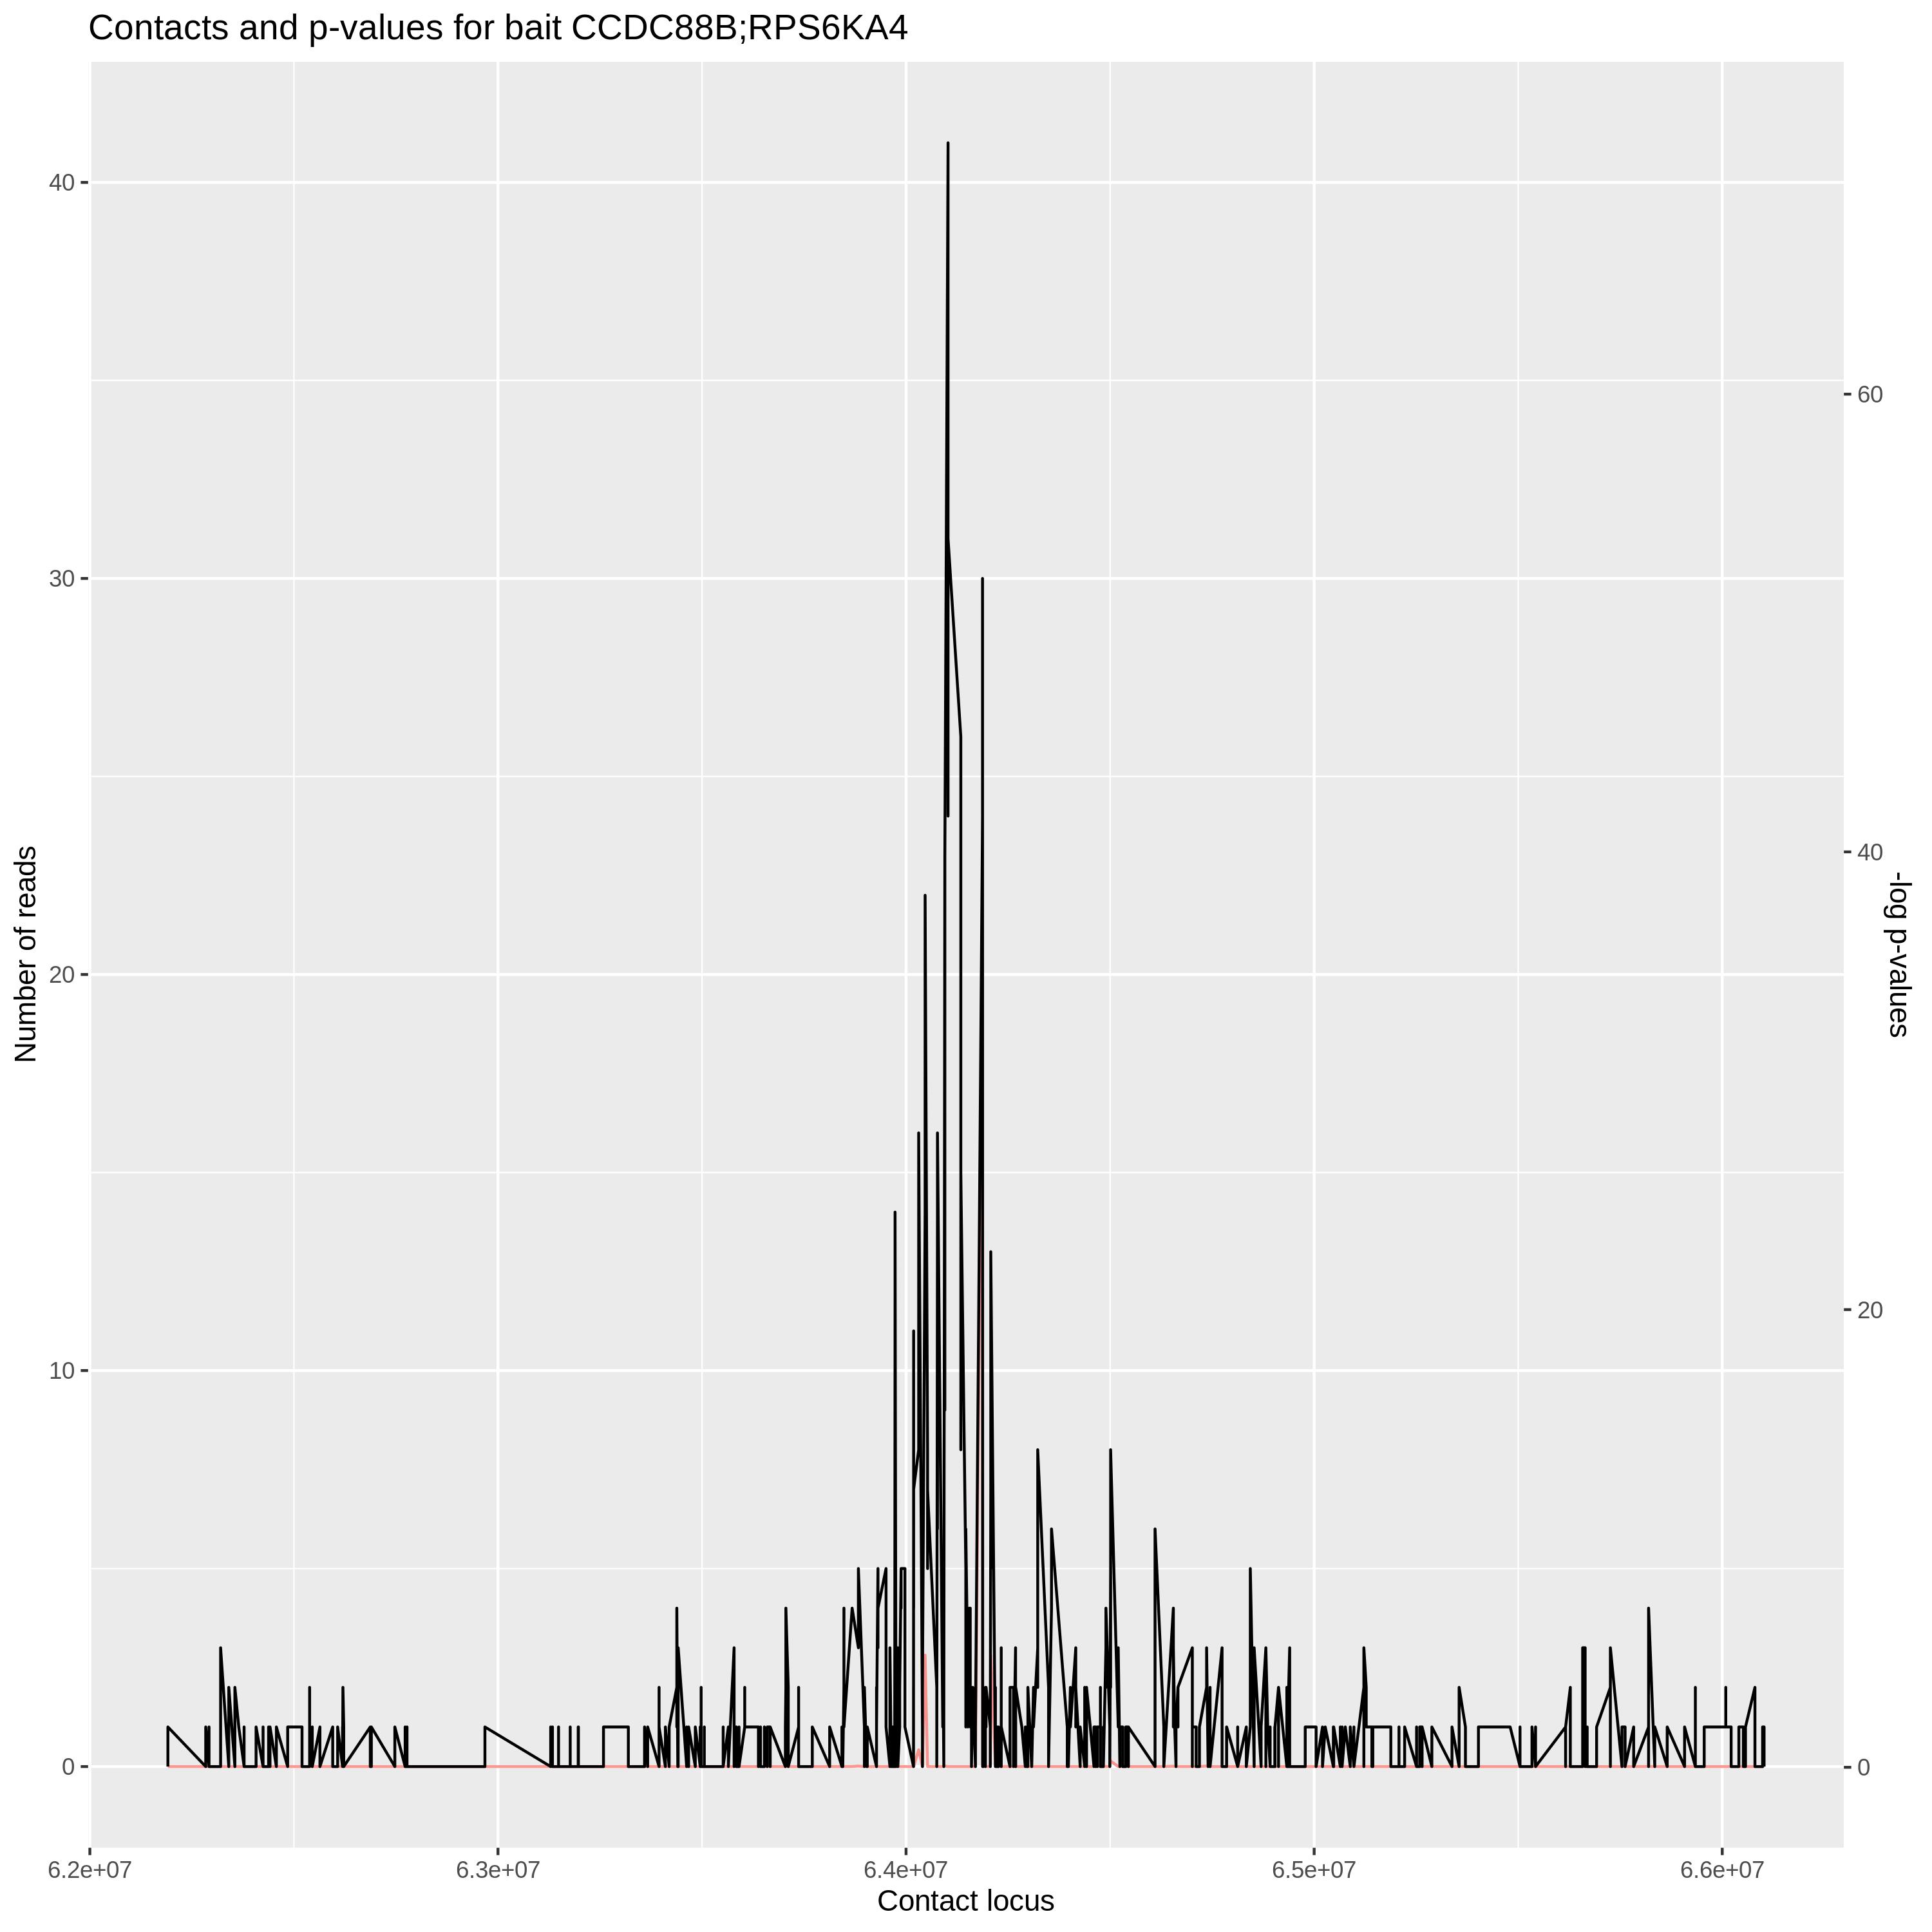 Contacts and p-values for bait CCDC88B;RPS6KA4
40
30
20
10
0
Number of reads
60
40
20
0
-log p-values
6.2e+07 6.3e+07 6.4e+07 6.5e+07 6.6e+07
Contact locus